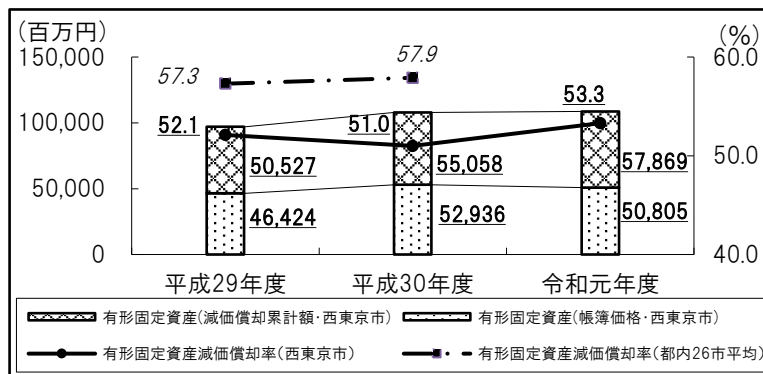 (百万円)
(%)
150,000
100,000
50,000
0
60.0
50.0
40.0
57.3
57.9
52.1
51.0
53.3
50,527
55,058
57,869
46,424
52,936
50,805
平成29年度
平成30年度
令和元年度
有形固定資産(減価償却累計額・西東京市)
有形固定資産(帳簿価格・西東京市)
有形固定資産減価償却率(西東京市)
有形固定資産減価償却率(都内26市平均)